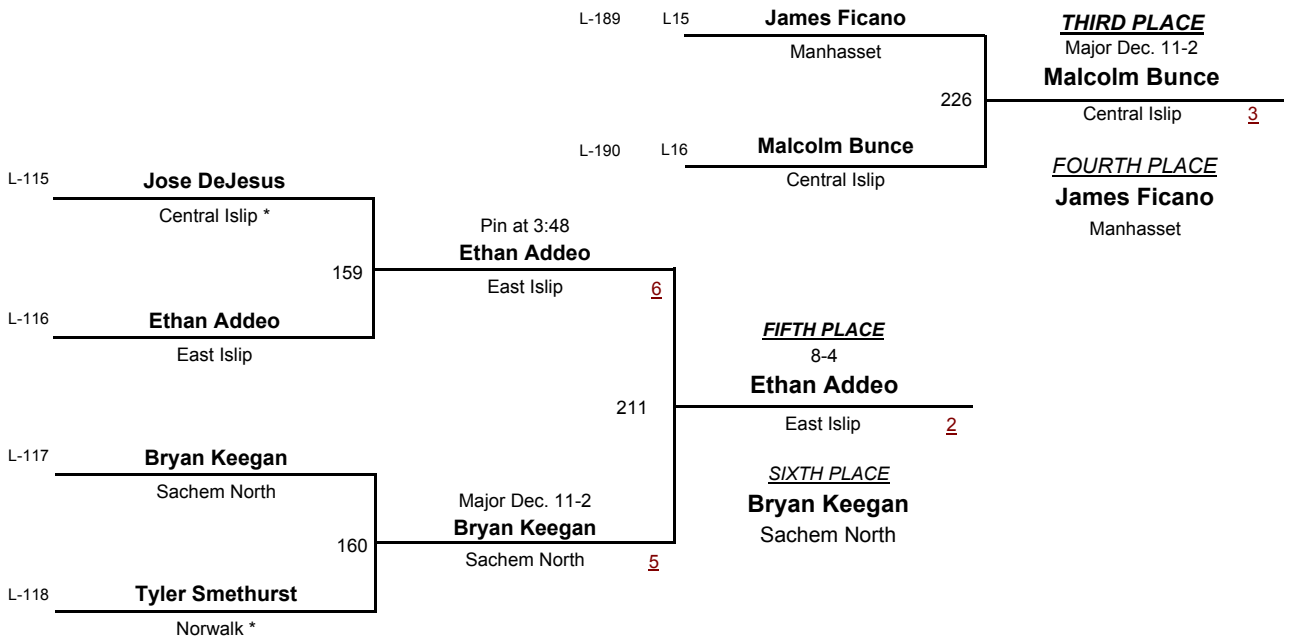 L-189 L15 James Ficano
Manhasset
226
L-190 L16 Malcolm Bunce
Central Islip
THIRD PLACE
Major Dec. 11-2
Malcolm Bunce
Central Islip 3
FOURTH PLACE
James Ficano
Manhasset
L-115 Jose DeJesus
Central Islip *
159
L-116 Ethan Addeo
East Islip
Pin at 3:48
Ethan Addeo
East Islip 6
211
L-117 Bryan Keegan
Sachem North
160
L-118 Tyler Smethurst
Norwalk *
Major Dec. 11-2
Bryan Keegan
Sachem North 5
FIFTH PLACE
8-4
Ethan Addeo
East Islip 2
SIXTH PLACE
Bryan Keegan
Sachem North